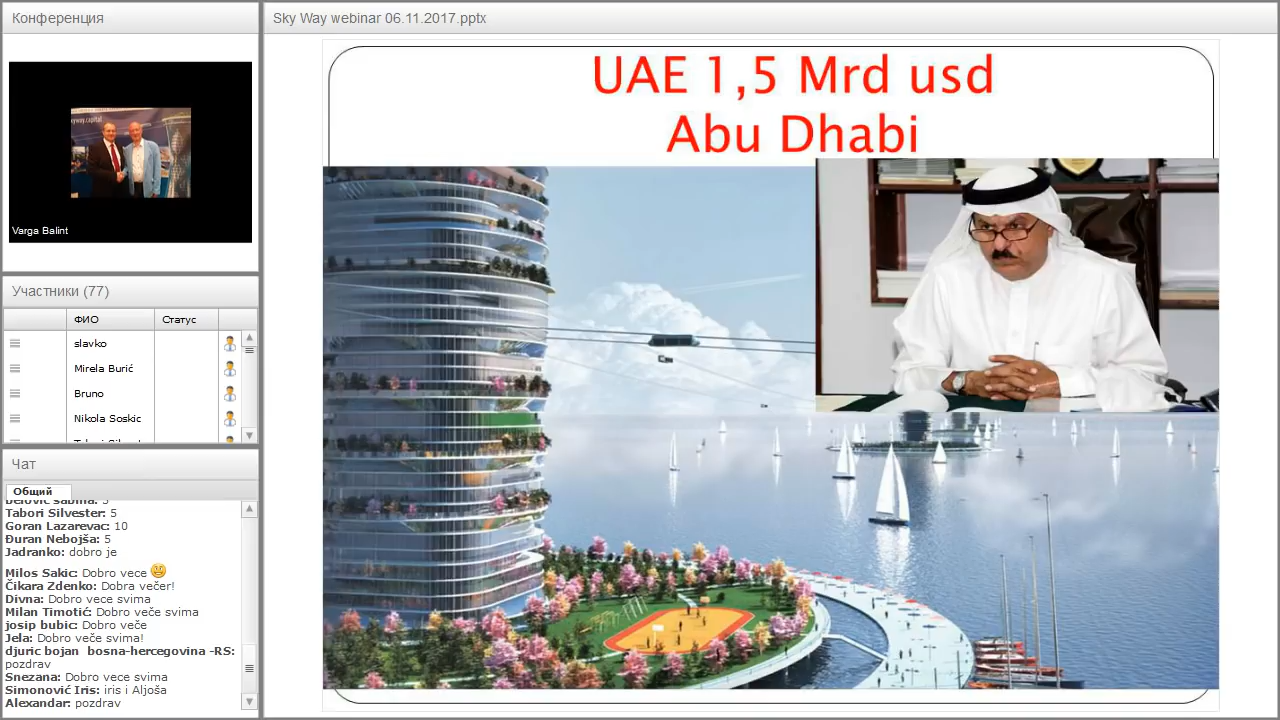 Конференция
Sky Way webinar 06.11.2017.pptx
Varga Balint
Участники (77)
ФИО
Статус
slavko
Mirela Burić
Bruno
Nikola Soskic
Чат
Общий
Tabori Silvester: 5
Goran Lazarevac: 10
Đuran Nebojša: 5
Jadranko: dobro je
Milos Sakic: Dobro vece
Čikara Zdenko: Dobra večer!
Divna: Dobro vece svima
Milan Timotić: Dobro veče svima
josip bubic: Dobro veče
Jela: Dobro veče svima!
djuric bojan bosna-hercegovina -RS:
pozdrav
Snezana: Dobro vece svima
Simonović Iris: iris i Aljoša
Alexandar: pozdrav
UAE 1,5 Mrd usd
Abu Dhabi